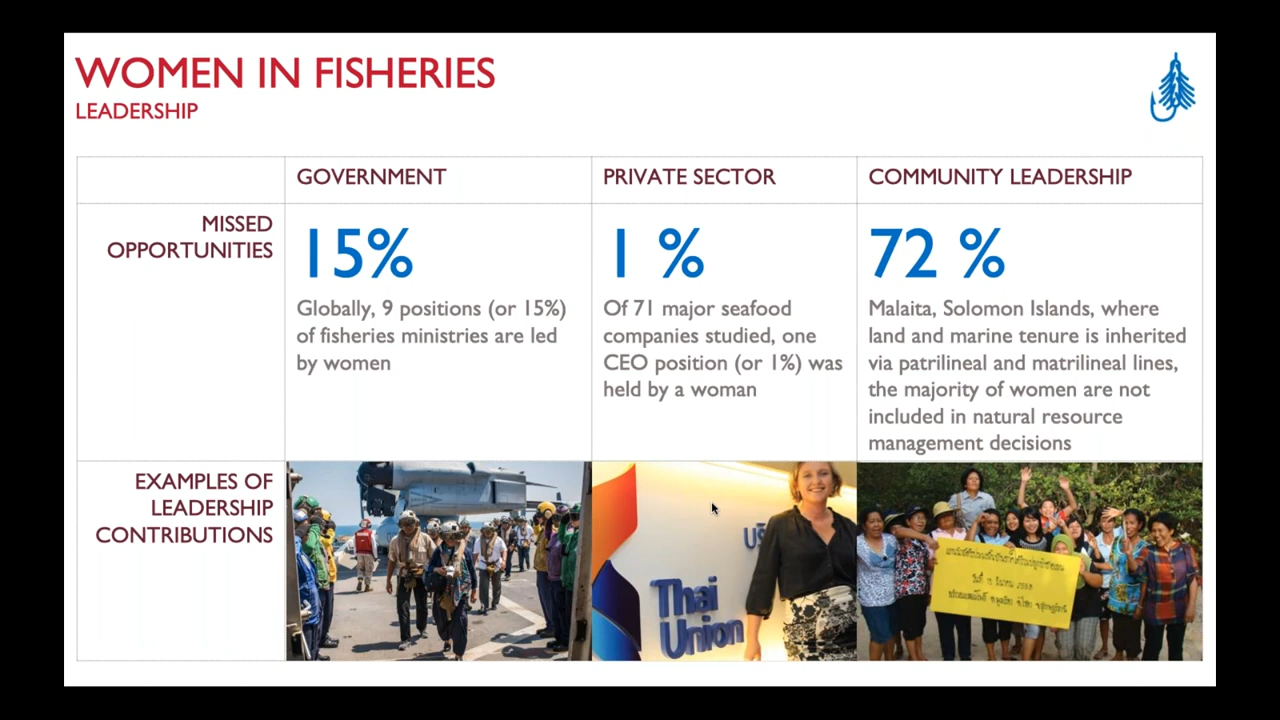 WOMEN IN FISHERIES
LEADERSHIP
GOVERNMENT
PRIVATE SECTOR
COMMUNITY LEADERSHIP
MISSED
OPPORTUNITIES
15%
Globally, 9 positions (or 15%)
of fisheries ministries are led
by women
1 %
Of 71 major seafood
companies studied, one
CEO position (or 1%) was
held by a woman
72 %
Malaita, Solomon Islands, where
land and marine tenure is inherited
via patrilineal and matrilineal lines,
the majority of women are not
included in natural resource
management decisions
EXAMPLES OF
LEADERSHIP
CONTRIBUTIONS
Thai
Union